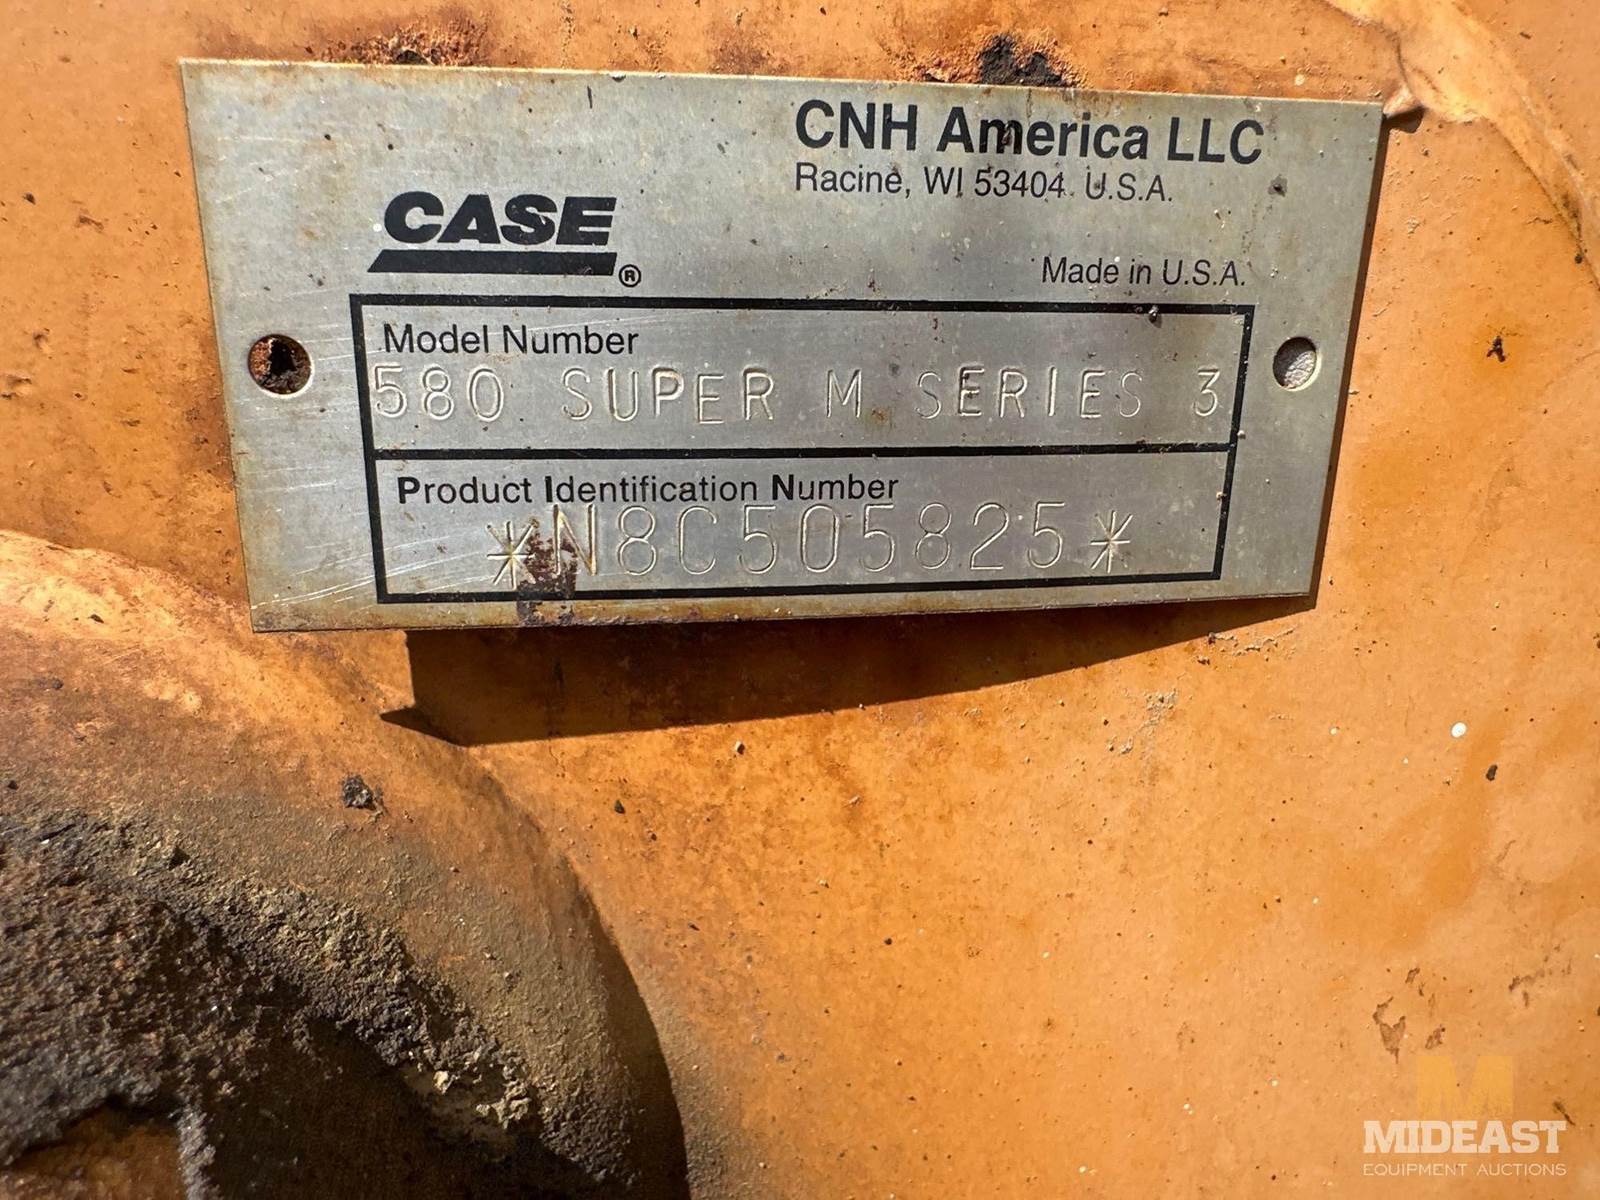 CNH America LLC
Racine, WI 53404 U.S.A.
CASE®
Made in U.S.A.
Model Number
580 SUPER M SERIES 3
Product Identification Number
*N8C505825*
MIDEAST
EQUIPMENT AUCTIONS